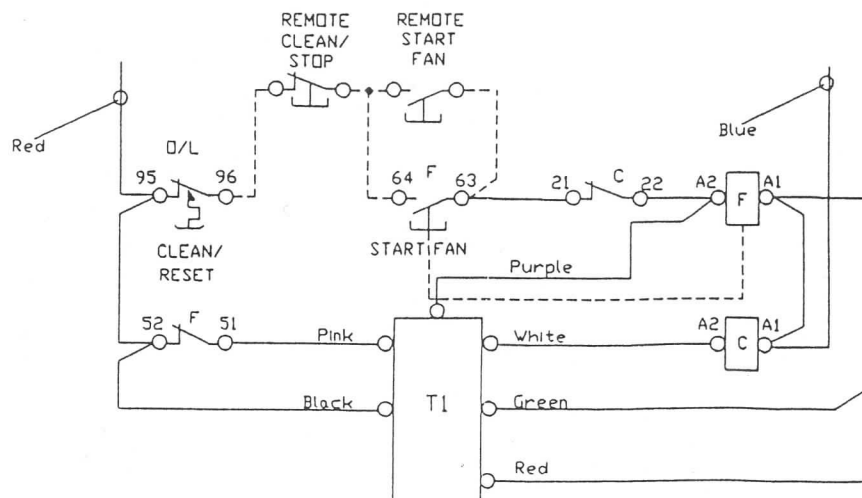 REMOTE
CLEAN/
STOP
REMOTE
START
FAN
Red
Blue
O/L
95
96
CLEAN/
RESET
64
F
63
START FAN
21
C
22
A2
F
A1
Purple
52
F
51
Pink
White
A2
C
A1
Black
T1
Green
Red